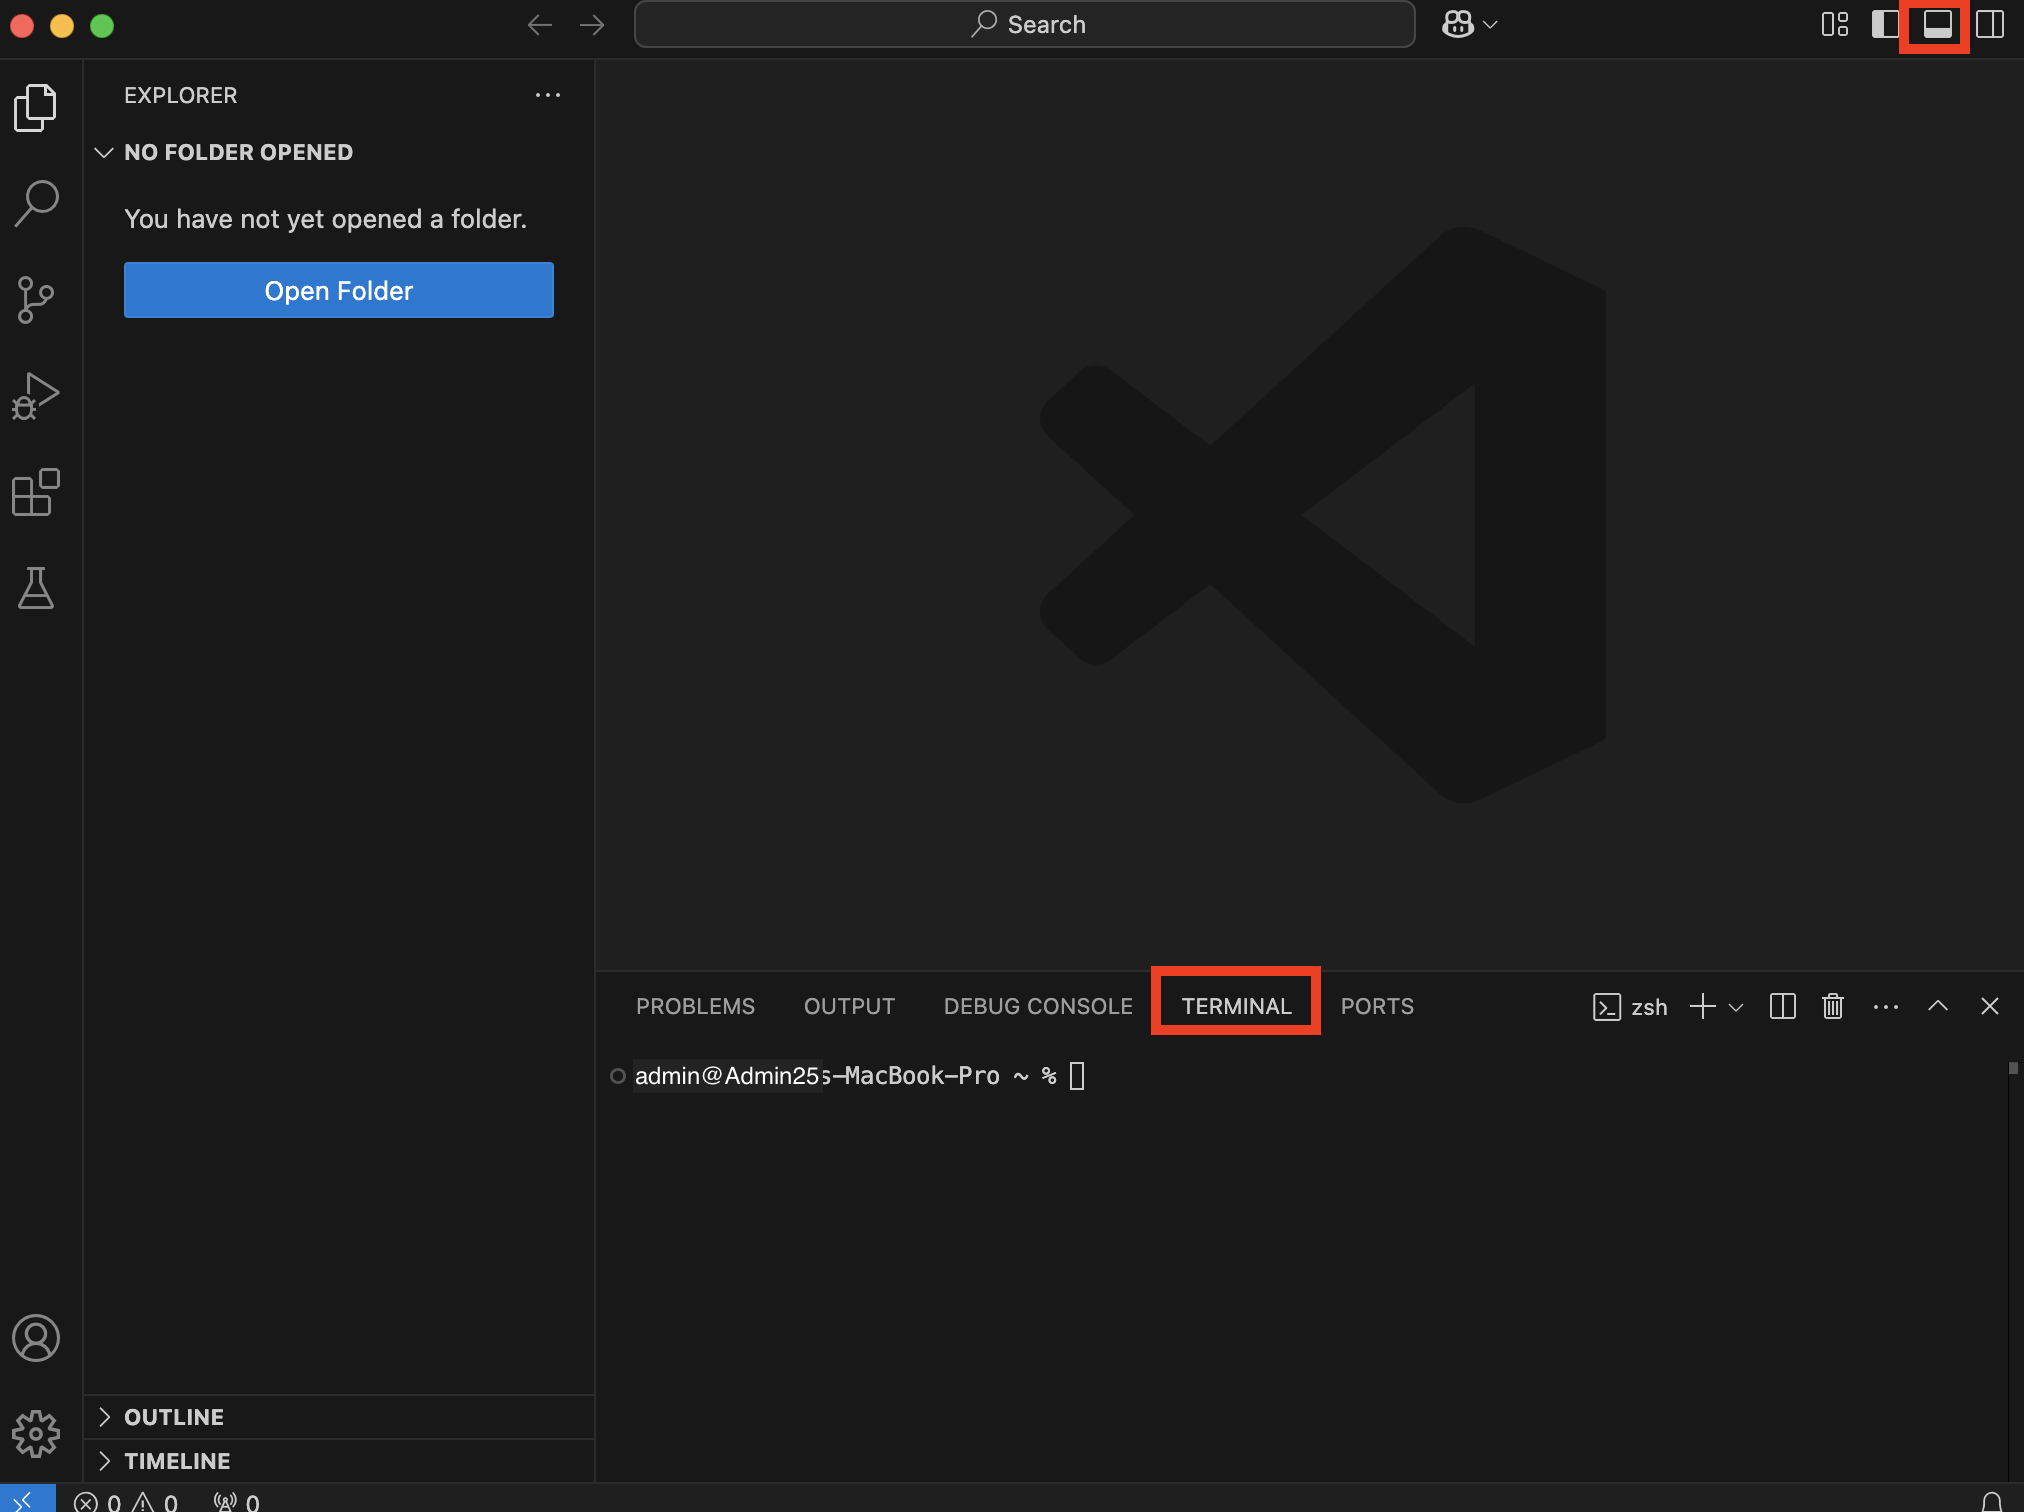 Search
EXPLORER
NO FOLDER OPENED
You have not yet opened a folder.
Open Folder
PROBLEMS OUTPUT DEBUG CONSOLE TERMINAL PORTS zsh
admin@Admin25s-MacBook-Pro ~ %
OUTLINE
TIMELINE
0 0 0